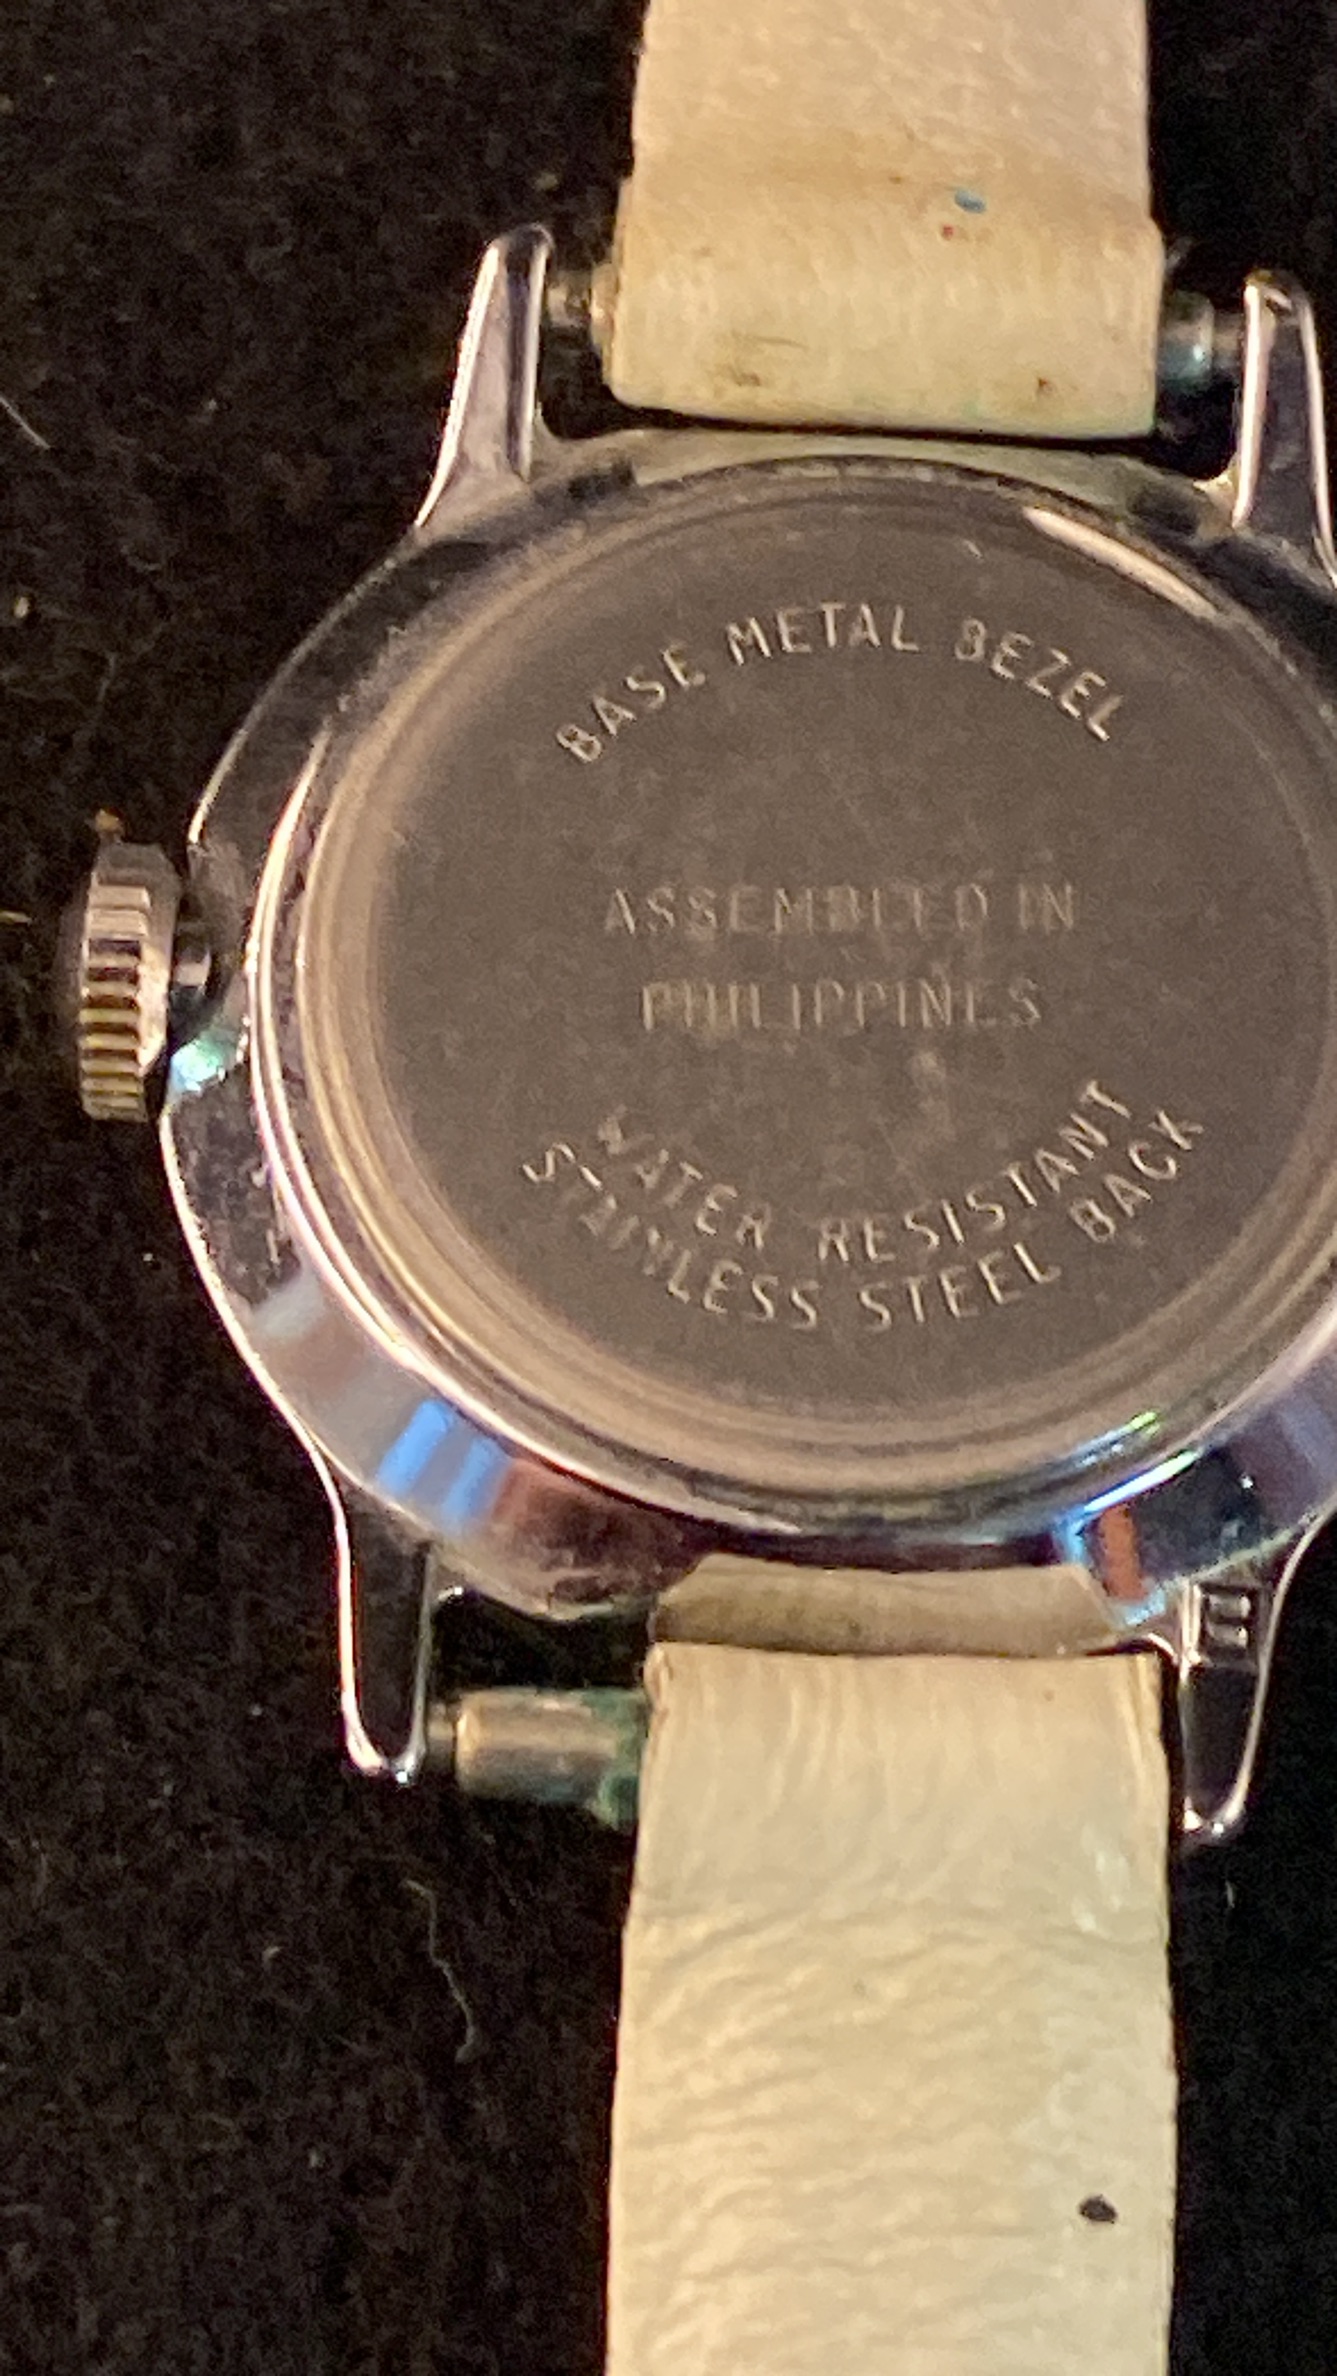 BASE METAL BEZEL
ASSEMBLED IN
PHILIPPINES
WATER RESISTANT
STAINLESS STEEL BACK